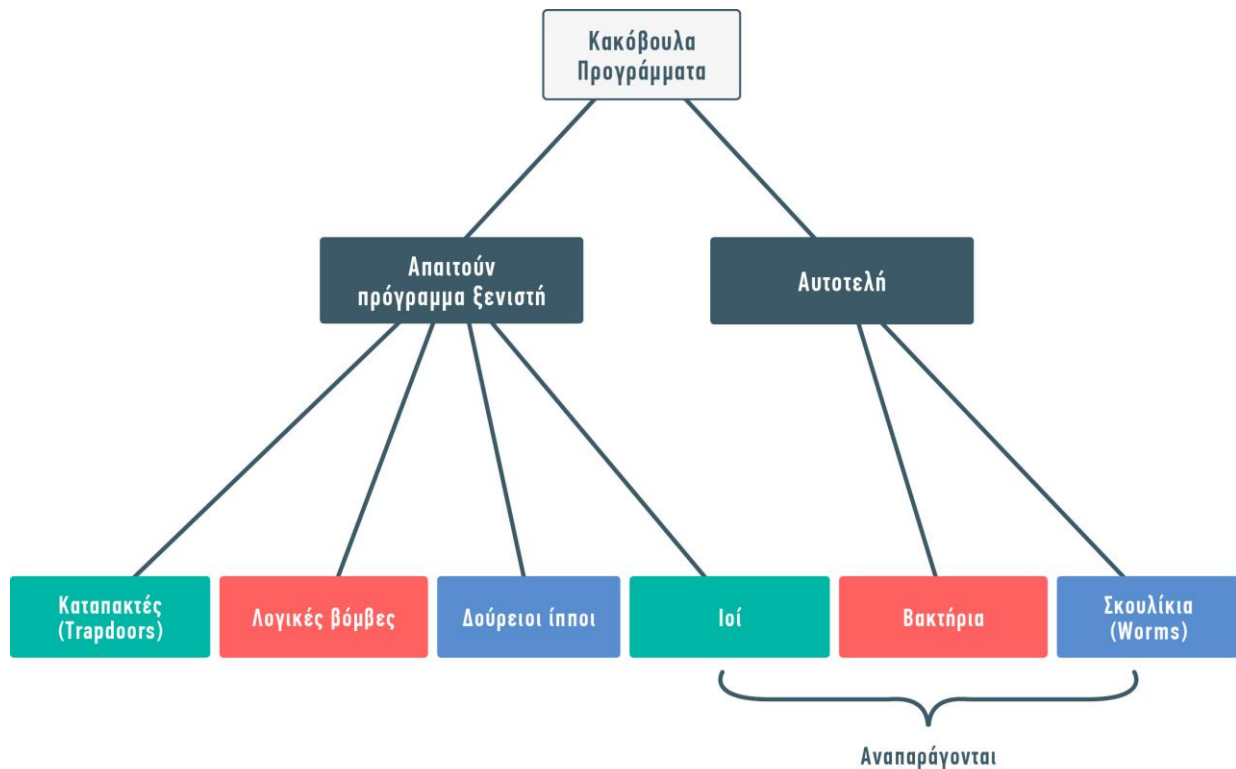 Κακόβουλα
Προγράμματα
Απαιτούν
πρόγραμμα ξενιστή
Αυτοτελή
Καταπακτές
(Trapdoors)
Λογικές βόμβες
Δούρειοι ίπποι
Ιοί
Βακτήρια
Σκουλίκια
(Worms)
Αναπαράγονται